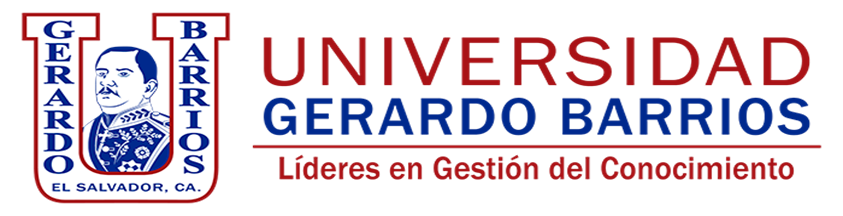 GERARDO
BARRIOS
EL SALVADOR, CA.
UNIVERSIDAD
GERARDO BARRIOS
Líderes en Gestión del Conocimiento